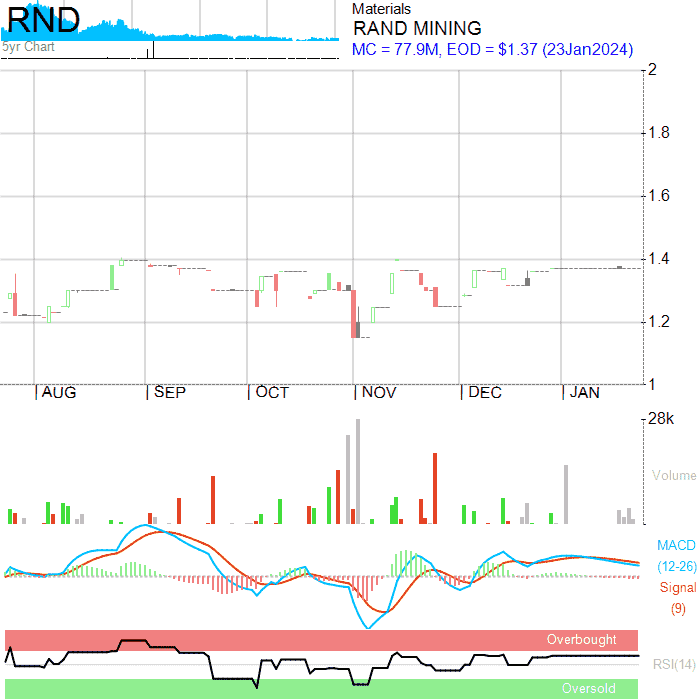 RND
5yr Chart
Materials
RAND MINING
MC = 77.9M, EOD = $1.37 (23Jan2024)
2
1.8
1.6
1.4
1.2
1
AUG SEP OCT NOV DEC JAN
28k
Volume
MACD
(12-26)
Signal
(9)
Overbought
RSI(14)
Oversold